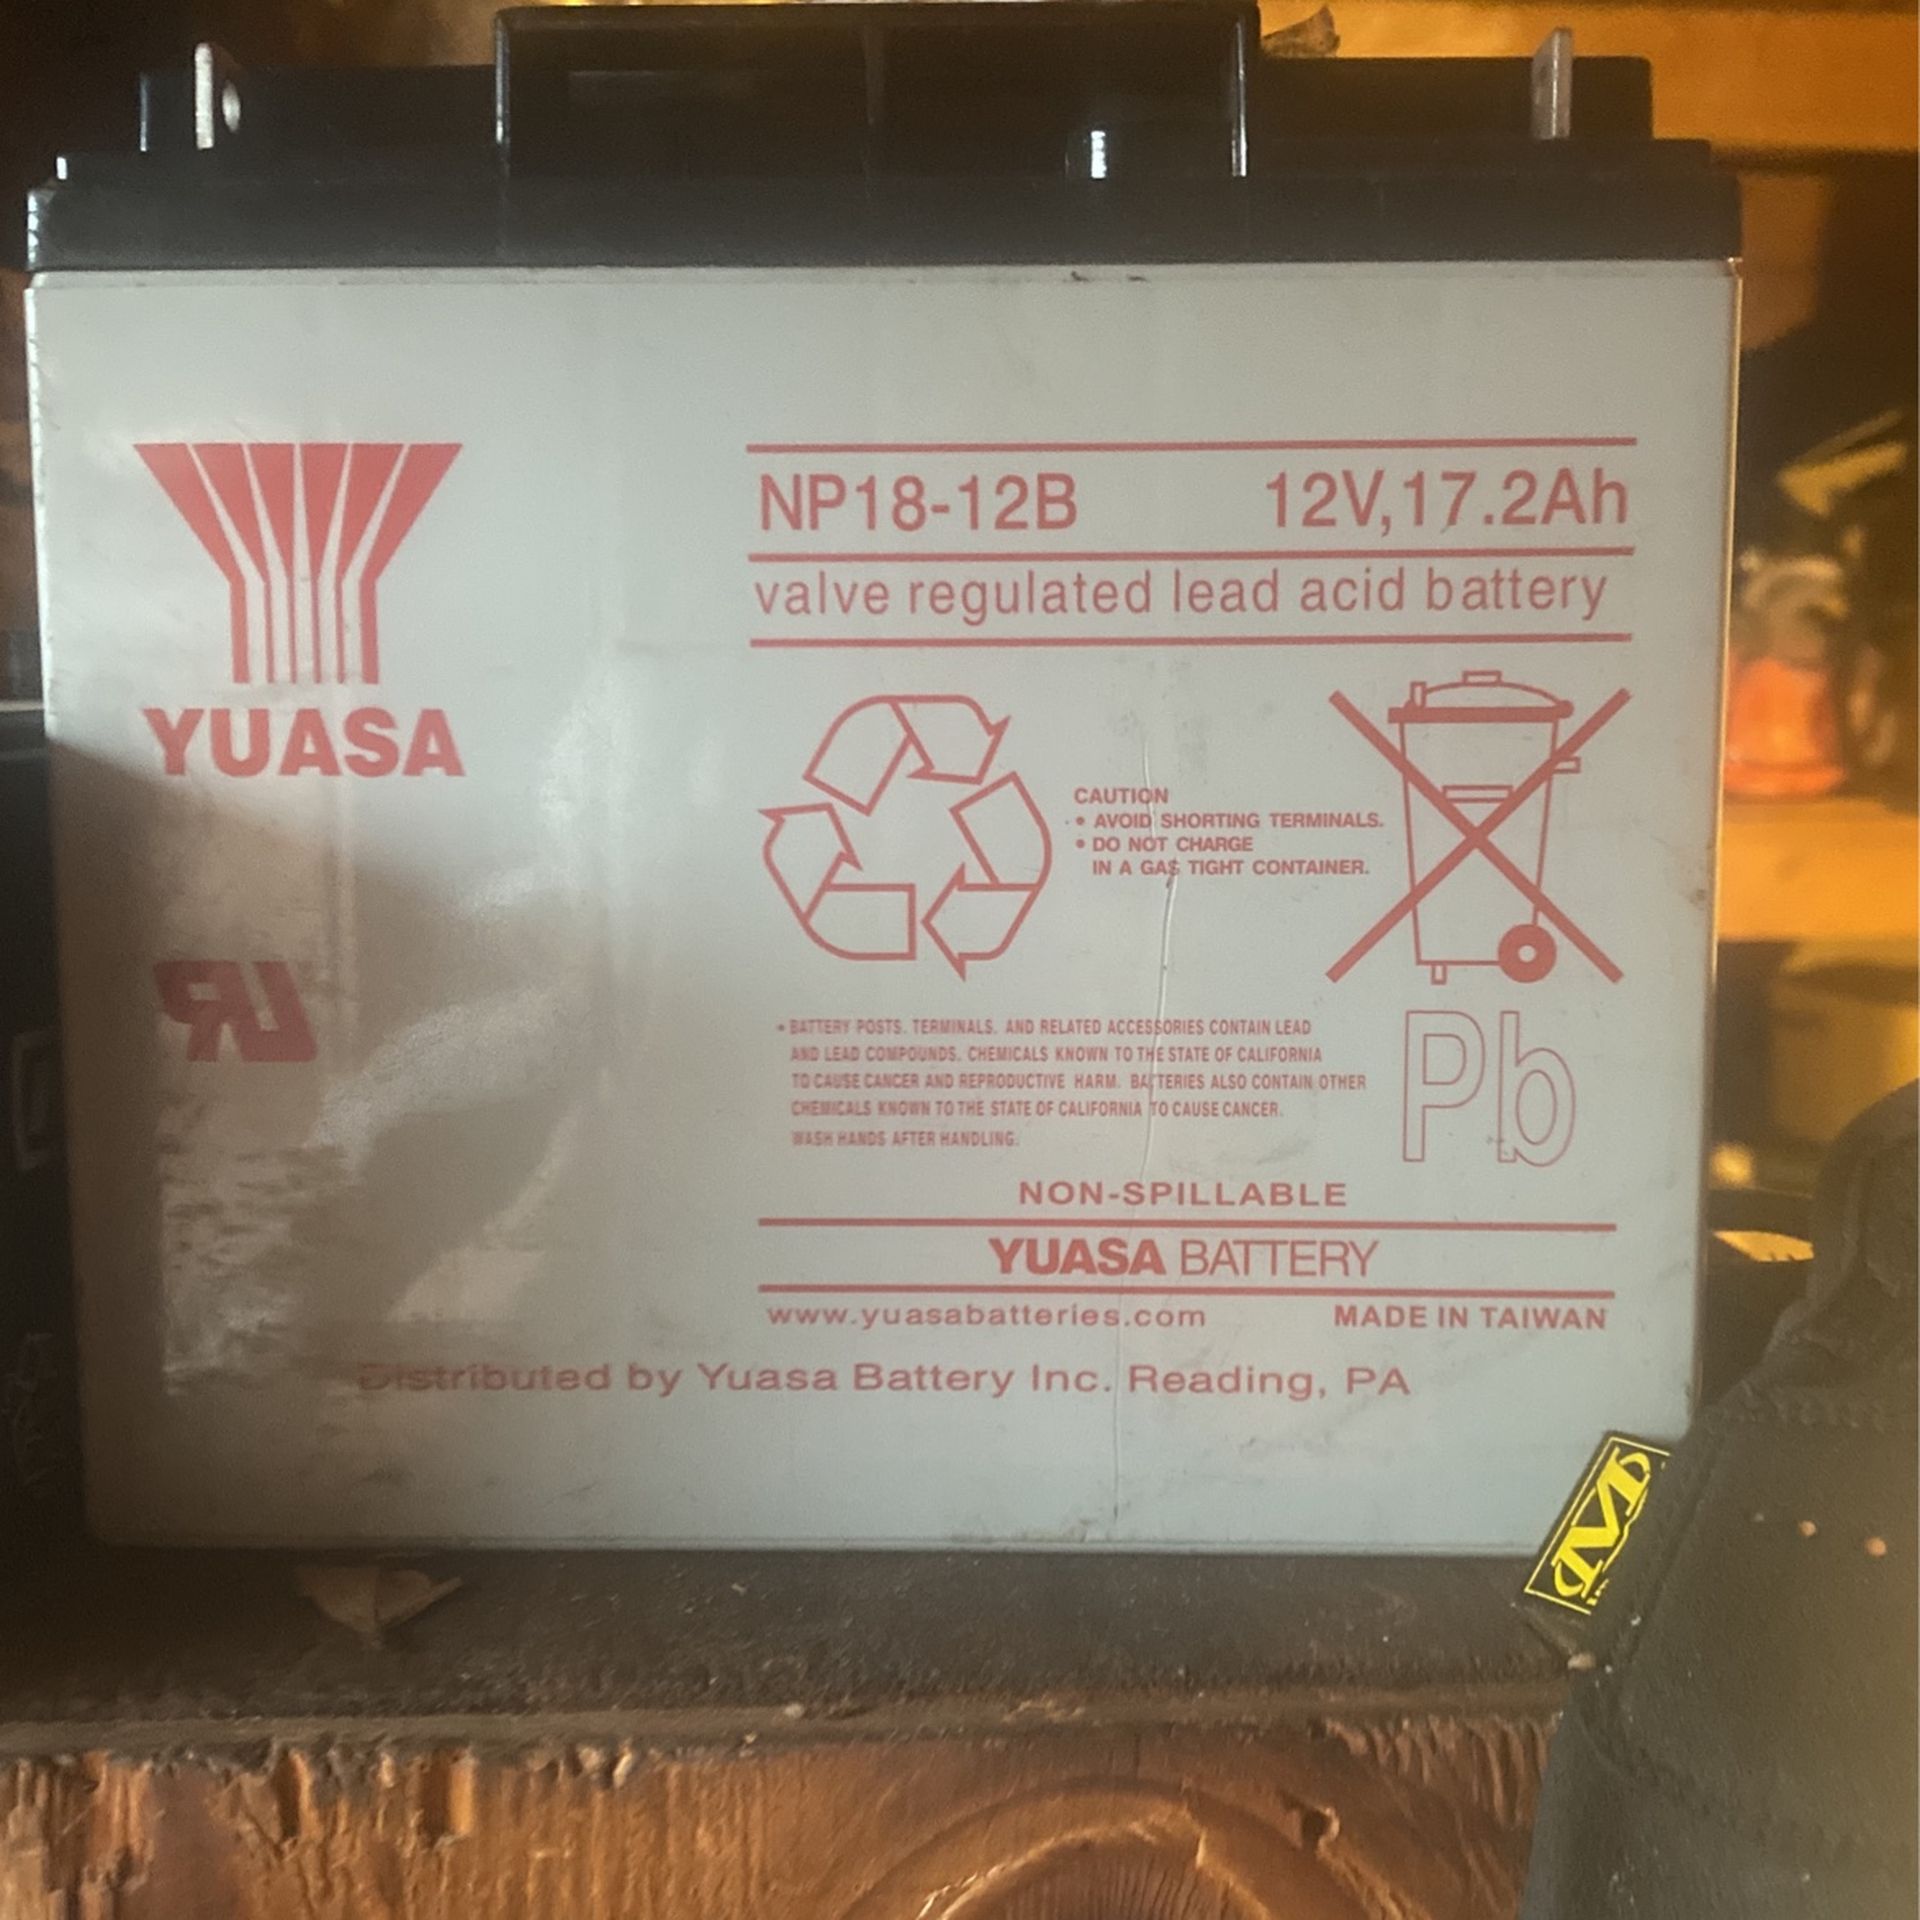 YUASA
NP18-12B 12V,17.2Ah
valve regulated lead acid battery
CAUTION
• AVOID SHORTING TERMINALS.
• DO NOT CHARGE
IN A GAS TIGHT CONTAINER.
• BATTERY POSTS, TERMINALS, AND RELATED ACCESSORIES CONTAIN LEAD
AND LEAD COMPOUNDS, CHEMICALS KNOWN TO THE STATE OF CALIFORNIA
TO CAUSE CANCER AND REPRODUCTIVE HARM. BATTERIES ALSO CONTAIN OTHER
CHEMICALS KNOWN TO THE STATE OF CALIFORNIA TO CAUSE CANCER.
WASH HANDS AFTER HANDLING.
Pb
NON-SPILLABLE
YUASA BATTERY
www.yuasabatteries.com MADE IN TAIWAN
Distributed by Yuasa Battery Inc. Reading, PA